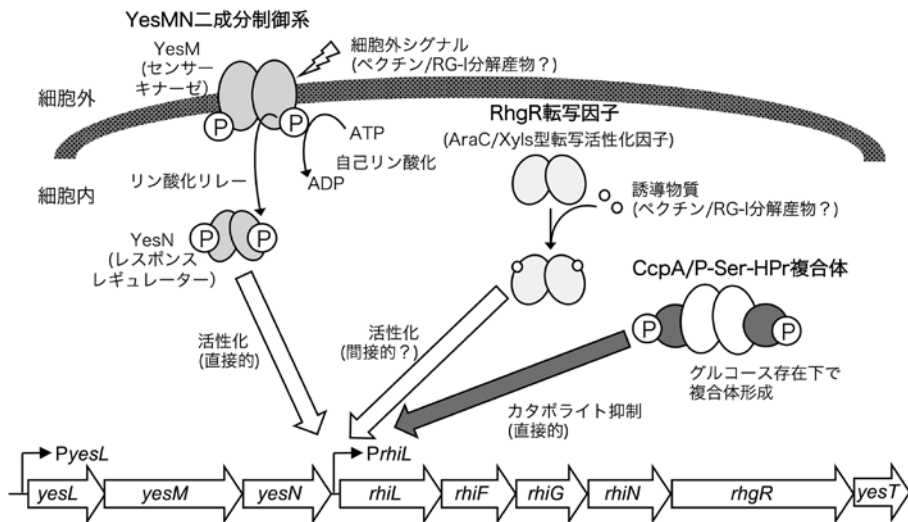 YesMN二成分制御系
YesM
(センサー
キナーゼ)
細胞外シグナル
(ペクチン/RG-I分解産物？)
細胞外
P
P
ATP
自己リン酸化
ADP
リン酸化リレー
細胞内
RhgR転写因子
(AraC/Xyls型転写活性化因子)
誘導物質
(ペクチン/RG-I分解産物？)
P
P
YesN
(レスポンス
レギュレーター)
CcpA/P-Ser-HPr複合体
P
P
活性化
(直接的)
活性化
(間接的？)
グルコース存在下で
複合体形成
カタボライト抑制
(直接的)
PyesL
PrhiL
yesL
yesM
yesN
rhiL
rhiF
rhiG
rhiN
rhgR
yesT